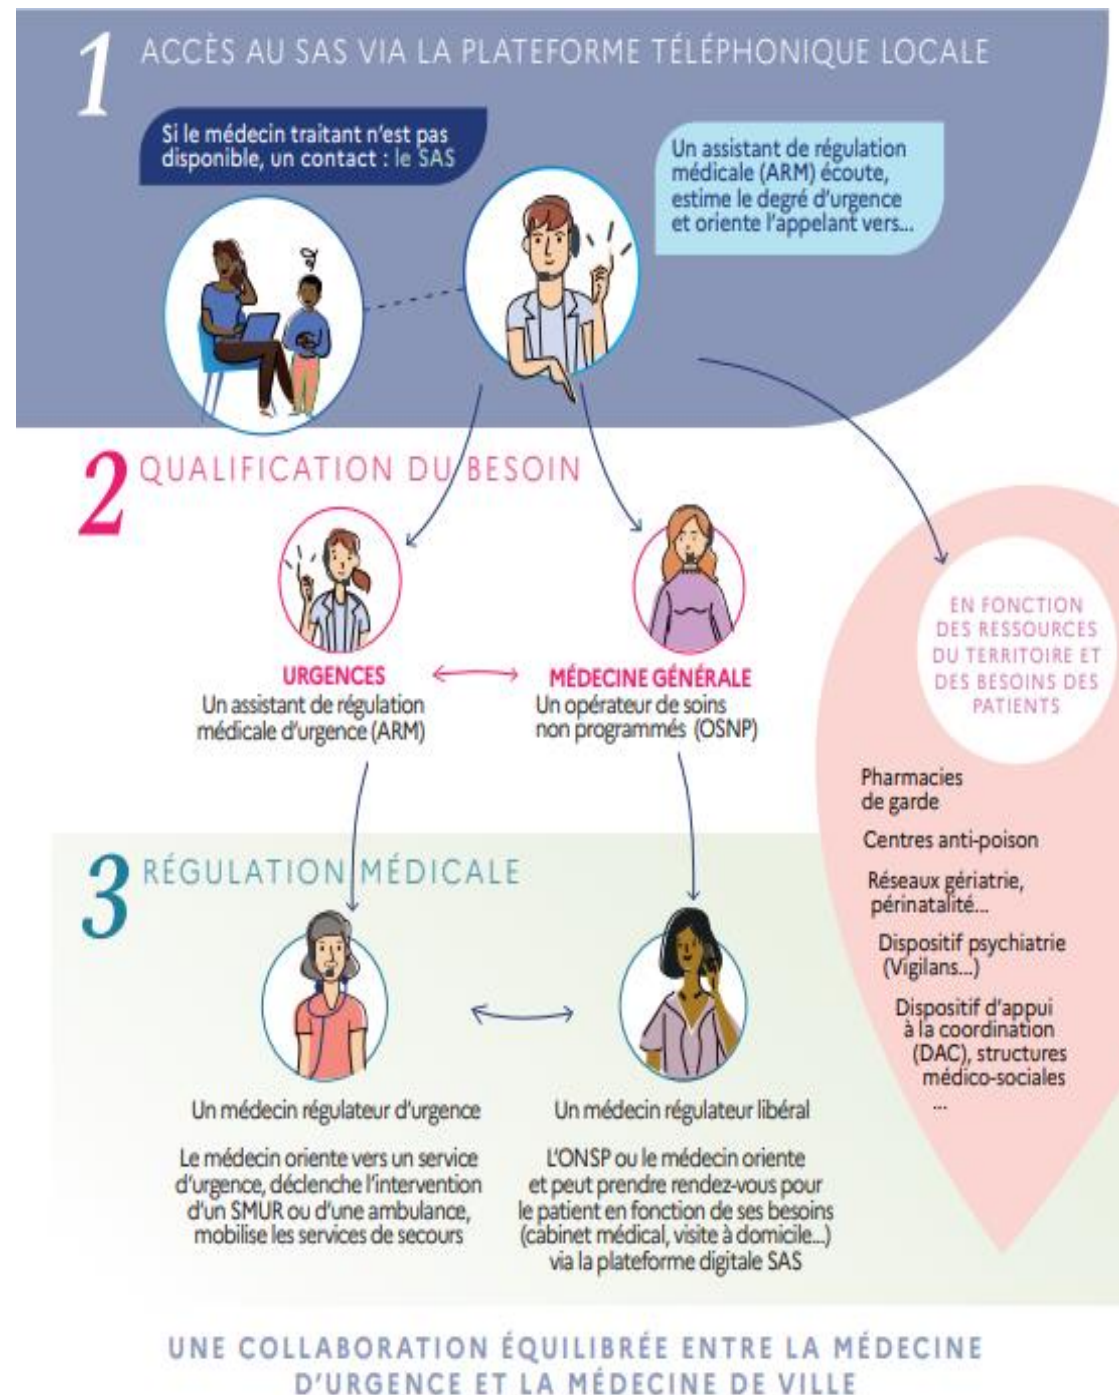 1
ACCÈS AU SAS VIA LA PLATEFORME TÉLÉPHONIQUE LOCALE
Si le médecin traitant n'est pas
disponible, un contact : le SAS
Un assistant de régulation
médicale (ARM) écoute,
estime le degré d'urgence
et oriente l'appelant vers...
2
QUALIFICATION DU BESOIN
URGENCES
Un assistant de régulation
médicale d'urgence (ARM)
MÉDECINE GÉNÉRALE
Un opérateur de soins
non programmés (OSNP)
EN FONCTION
DES RESSOURCES
DU TERRITOIRE ET
DES BESOINS DES
PATIENTS
Pharmacies
de garde
Centres anti-poison
Réseaux gériatrie,
périnatalité...
Dispositif psychiatrie
(Vigilans...)
Dispositif d'appui
à la coordination
(DAC), structures
médico-sociales
...
3
RÉGULATION MÉDICALE
Un médecin régulateur d'urgence
Le médecin oriente vers un service
d'urgence, déclenche l'intervention
d'un SMUR ou d'une ambulance,
mobilise les services de secours
Un médecin régulateur libéral
L'ONSP ou le médecin oriente
et peut prendre rendez-vous pour
le patient en fonction de ses besoins
(cabinet médical, visite à domicile...)
via la plateforme digitale SAS
UNE COLLABORATION ÉQUILIBRÉE ENTRE LA MÉDECINE
D'URGENCE ET LA MÉDECINE DE VILLE